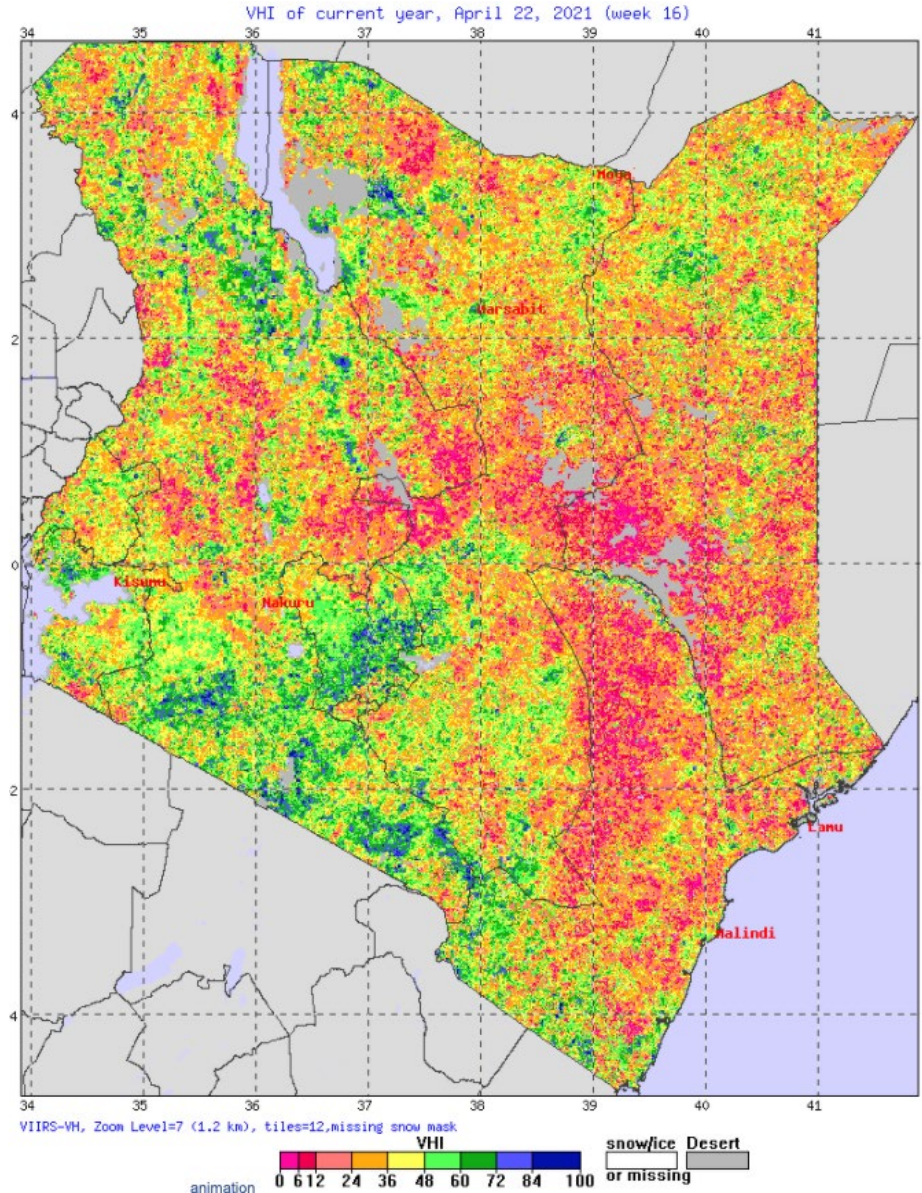 VHI of current year, April 22, 2021 (week 16)
34 35 36 37 38 39 40 41
4
Moya
Marsabit
2
0
Kisumu
Nakuru
2
Lamu
Malindi
4
34 35 36 37 38 39 40 41
VIIRS-VH, Zoom Level=7 (1.2 km), tiles=12,missing snow mask
VHI
snow/ice Desert
or missing
animation
0 6 12 24 36 48 60 72 84 100